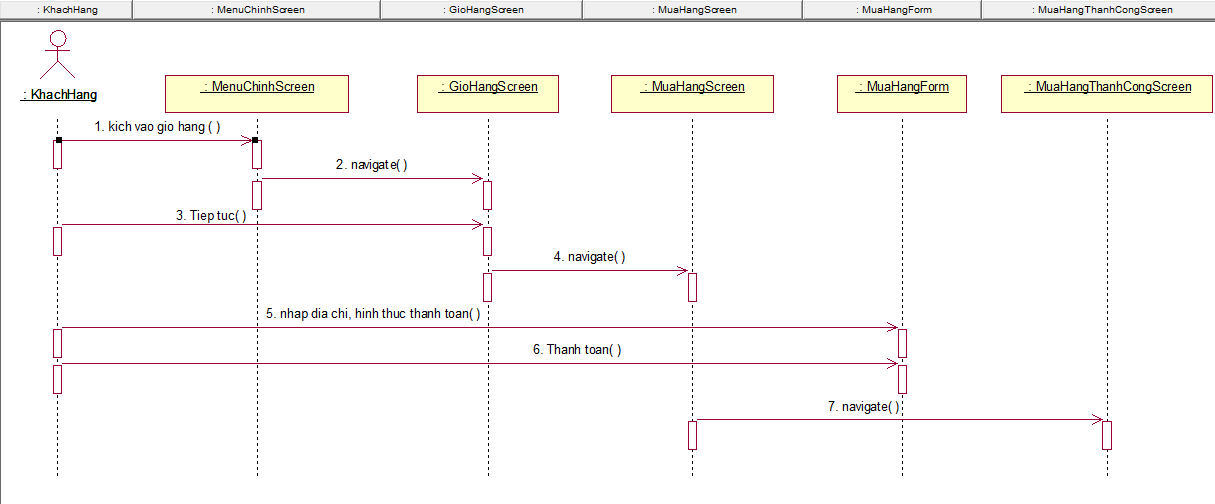 : KhachHang
: MenuChinhScreen
: GioHangScreen
: MuaHangScreen
: MuaHangForm
: MuaHangThanhCongScreen
: KhachHang
: MenuChinhScreen
: GioHangScreen
: MuaHangScreen
: MuaHangForm
: MuaHangThanhCongScreen
1. kich vao gio hang ( )
2. navigate( )
3. Tiep tuc( )
4. navigate( )
5. nhap dia chi, hinh thuc thanh toan( )
6. Thanh toan( )
7. navigate( )